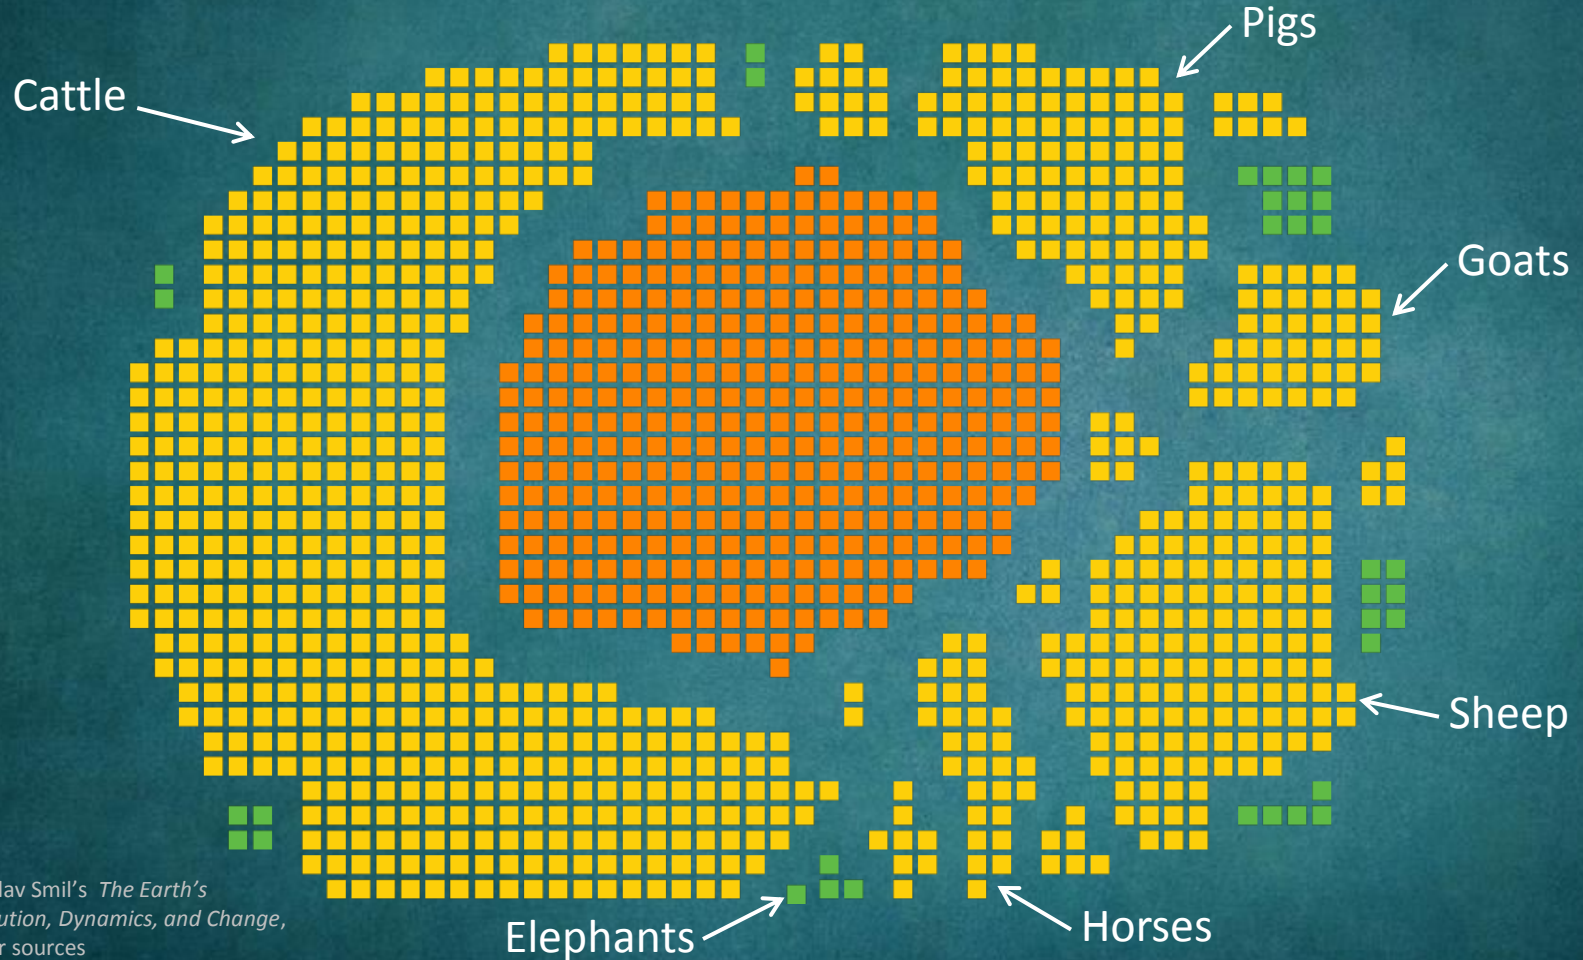 Pigs
Cattle
Goats
Sheep
lav Smil's The Earth's
ution, Dynamics, and Change,
r sources
Elephants
Horses